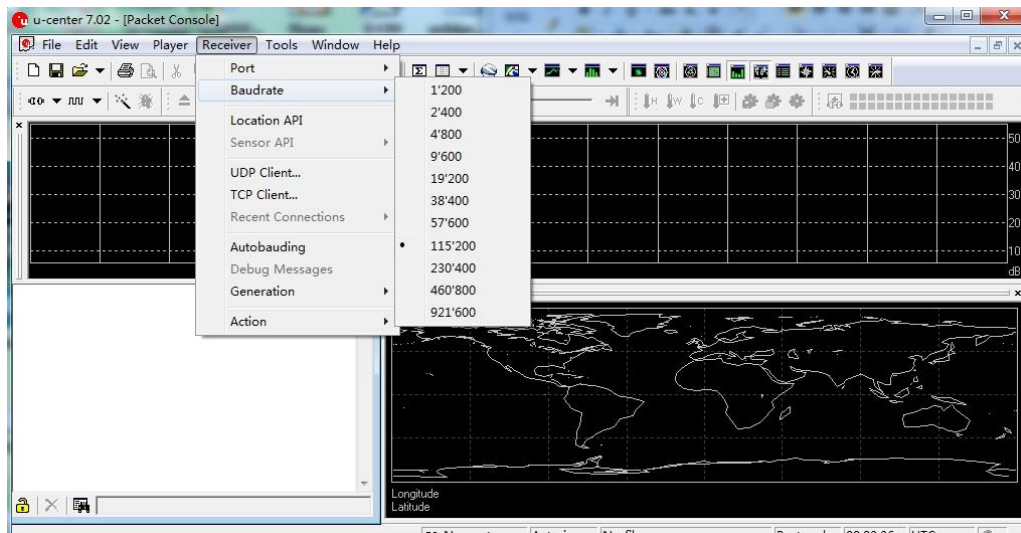 u-center 7.02 - [Packet Console]
File Edit View Player Receiver Tools Window Help
Port
Baudrate
Location API
Sensor API
UDP Client...
TCP Client...
Recent Connections
Autobauding
Debug Messages
Generation
Action
1'200
2'400
4'800
9'600
19'200
38'400
57'600
115'200
230'400
460'800
921'600
50
40
30
20
10
dB
Longitude
Latitude